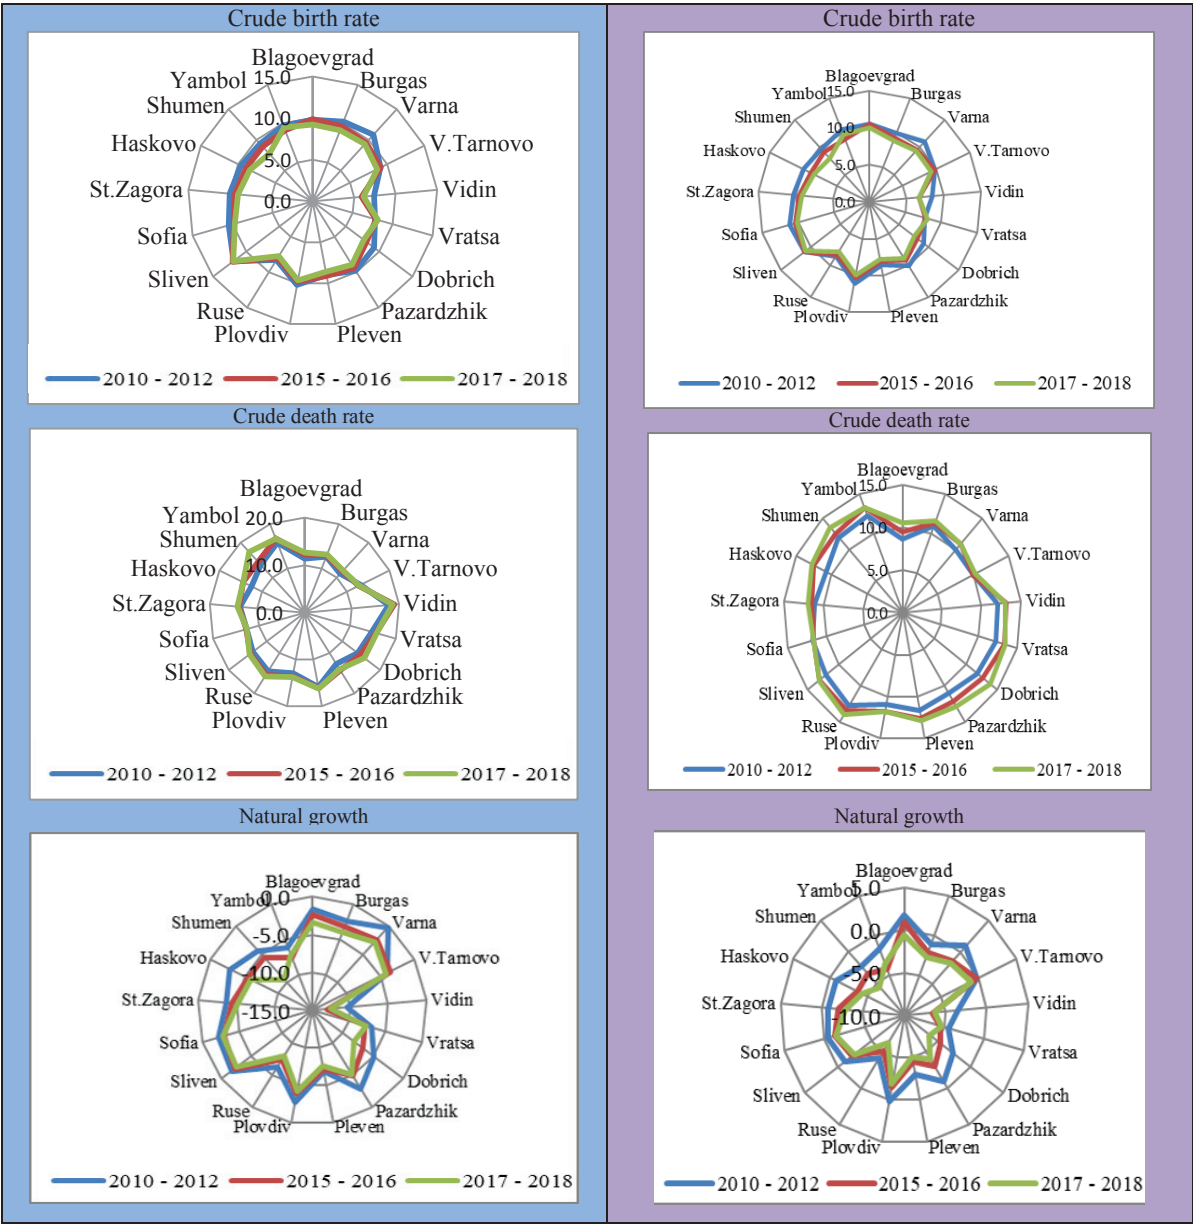 Crude birth rate
Blagoevgrad
Burgas
Varna
V.Tarnovo
Vidin
Vratsa
Dobrich
Pazardzhik
Pleven
Plovdiv
Ruse
Sliven
Sofia
St.Zagora
Haskovo
Shumen
Yambol
15.0
10.0
5.0
0.0
2010 - 2012 2015 - 2016 2017 - 2018
Crude birth rate
Blagoevgrad
Burgas
Varna
V.Tarnovo
Vidin
Vratsa
Dobrich
Pazardzhik
Pleven
Plovdiv
Ruse
Sliven
Sofia
St.Zagora
Haskovo
Shumen
Yambol
15.0
10.0
5.0
0.0
2010 - 2012 2015 - 2016 2017 - 2018
Crude death rate
Blagoevgrad
Burgas
Varna
V.Tarnovo
Vidin
Vratsa
Dobrich
Pazardzhik
Pleven
Plovdiv
Ruse
Sliven
Sofia
St.Zagora
Haskovo
Shumen
Yambol
20.0
10.0
0.0
2010 - 2012 2015 - 2016 2017 - 2018
Crude death rate
Blagoevgrad
Burgas
Varna
V.Tarnovo
Vidin
Vratsa
Dobrich
Pazardzhik
Pleven
Plovdiv
Ruse
Sliven
Sofia
St.Zagora
Haskovo
Shumen
Yambol
15.0
10.0
5.0
0.0
2010 - 2012 2015 - 2016 2017 - 2018
Natural growth
Blagoevgrad
Burgas
Varna
V.Tarnovo
Vidin
Vratsa
Dobrich
Pazardzhik
Pleven
Plovdiv
Ruse
Sliven
Sofia
St.Zagora
Haskovo
Shumen
Yambol
0.0
-5.0
-10.0
-15.0
2010 - 2012 2015 - 2016 2017 - 2018
Natural growth
Blagoevgrad
Burgas
Varna
V.Tarnovo
Vidin
Vratsa
Dobrich
Pazardzhik
Pleven
Plovdiv
Ruse
Sliven
Sofia
St.Zagora
Haskovo
Shumen
Yambol
5.0
0.0
-5.0
-10.0
2010 - 2012 2015 - 2016 2017 - 2018